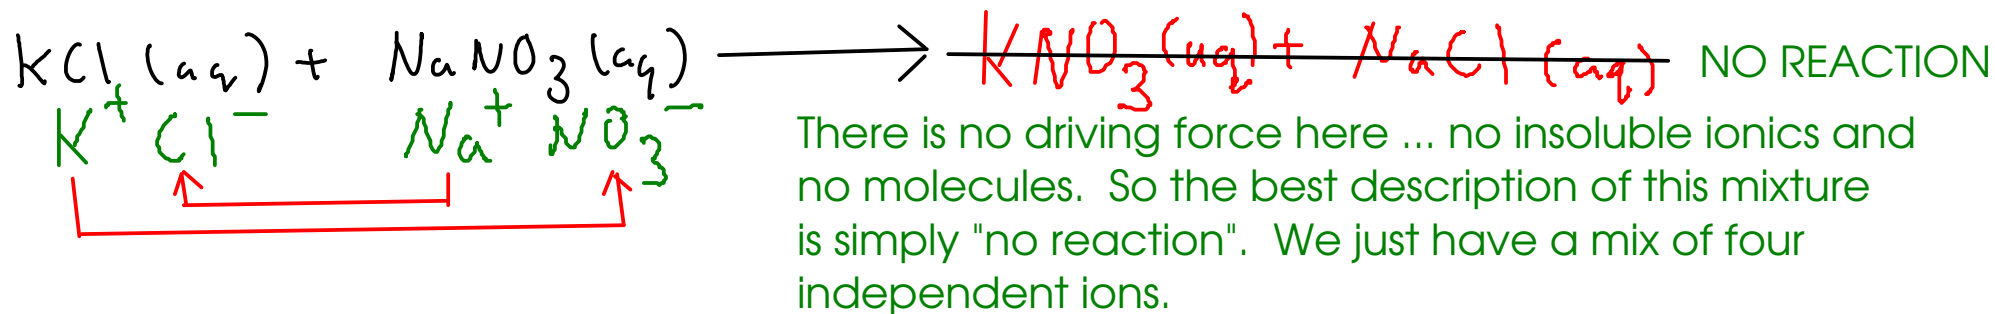 KCl (aq) + NaNO3 (aq) → KNO3 (aq) + NaCl (aq) NO REACTION
K+ Cl− Na+ NO3−
There is no driving force here ... no insoluble ionics and
no molecules. So the best description of this mixture
is simply "no reaction". We just have a mix of four
independent ions.